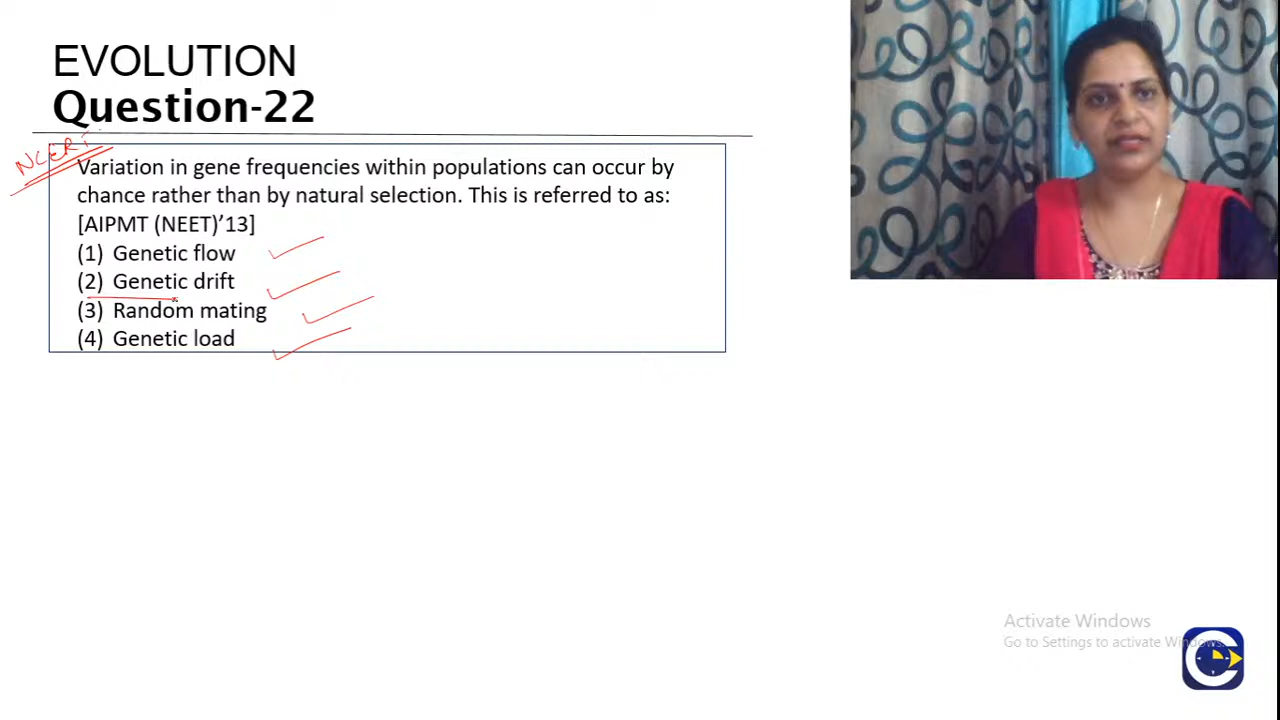 EVOLUTION
Question-22
NCERT
Variation in gene frequencies within populations can occur by
chance rather than by natural selection. This is referred to as:
[AIPMT (NEET)’13]
(1) Genetic flow
(2) Genetic drift
(3) Random mating
(4) Genetic load
Activate Windows
Go to Settings to activate Windows.